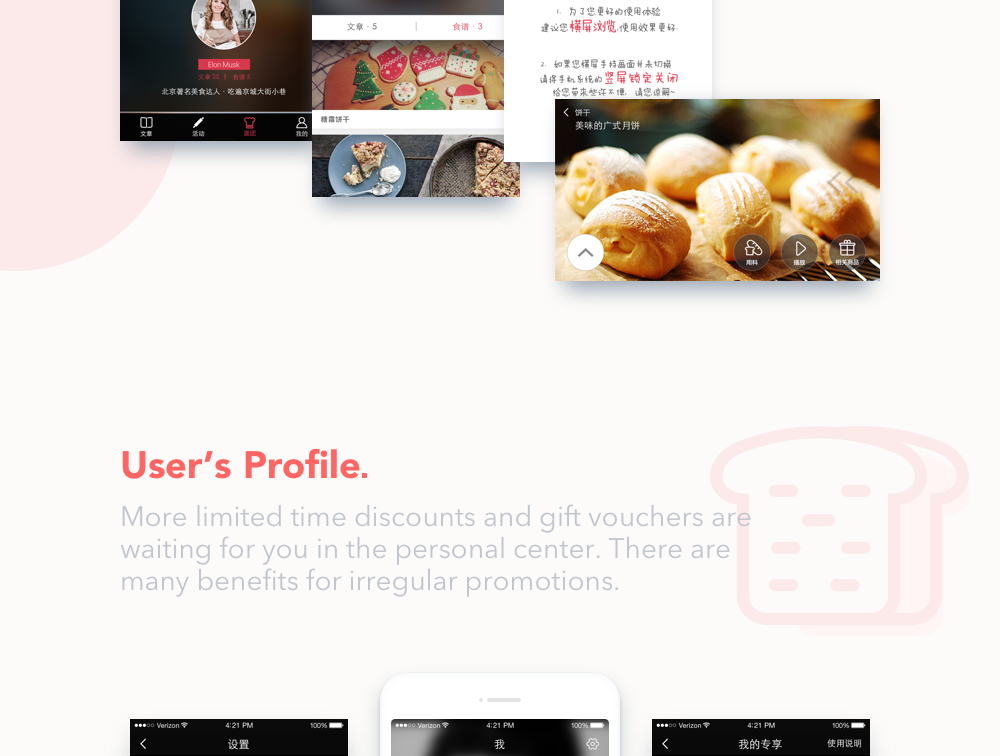 Elon Musk
文章 20 | 食谱 3
北京著名美食达人 · 吃遍京城大街小巷
文章
活动
圈团
我的
文章 · 5 | 食谱 · 3
糖霜饼干
1. 为了您更好的使用体验
建议您横屏浏览,使用效果更好.
2. 如果您横屏手持画面并未切换
请将手机系统的竖屏锁定关闭
给您带来些许不便, 请您谅解~
饼干
美味的广式月饼
用料
播放
相关商品
User's Profile.
More limited time discounts and gift vouchers are
waiting for you in the personal center. There are
many benefits for irregular promotions.
Verizon 4:21 PM 100%
设置
Verizon 4:21 PM 100%
我
Verizon 4:21 PM 100%
我的专享 使用说明